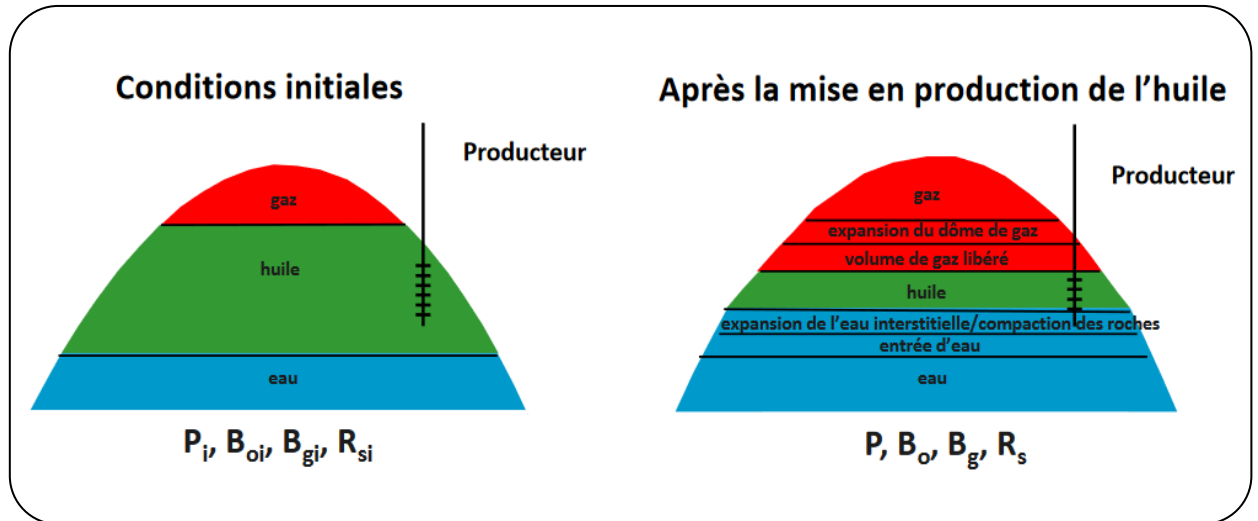 Conditions initiales
Producteur
gaz
huile
eau
Pi, Boi, Bgi, Rsi
Après la mise en production de l’huile
Producteur
gaz
expansion du dôme de gaz
volume de gaz libéré
huile
expansion de l’eau interstitielle/compaction des roches
entrée d’eau
eau
P, Bo, Bg, Rs